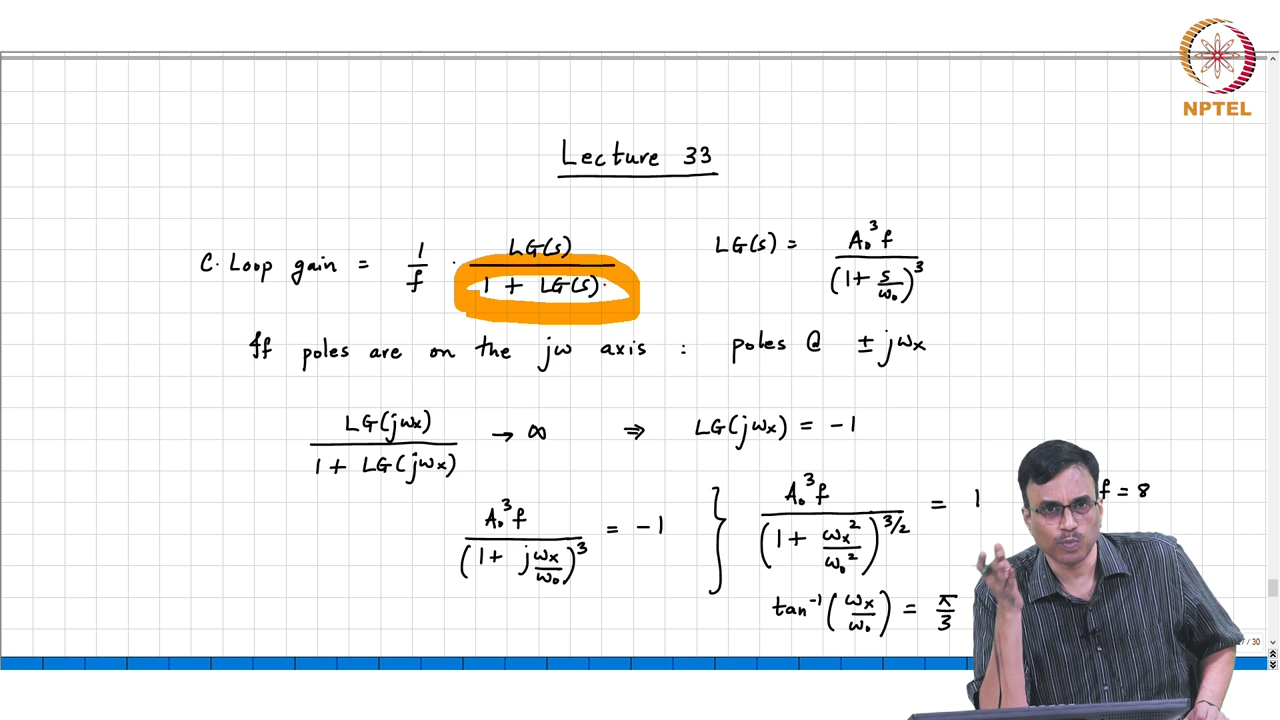 NPTEL
Lecture 33
C. Loop gain = 1/f · LG(s)/(1 + LG(s)) LG(s) = A₀³f/(1 + s/ω₀)³
If poles are on the jω axis : poles @ ± jωx
LG(jωx)/(1 + LG(jωx)) → ∞ ⇒ LG(jωx) = -1
A₀³f/(1 + jωx/ω₀)³ = -1 } A₀³f/(1 + ωx²/ω₀²)^3/2 = 1 f = 8
tan⁻¹(ωx/ω₀) = π/3
/ 30